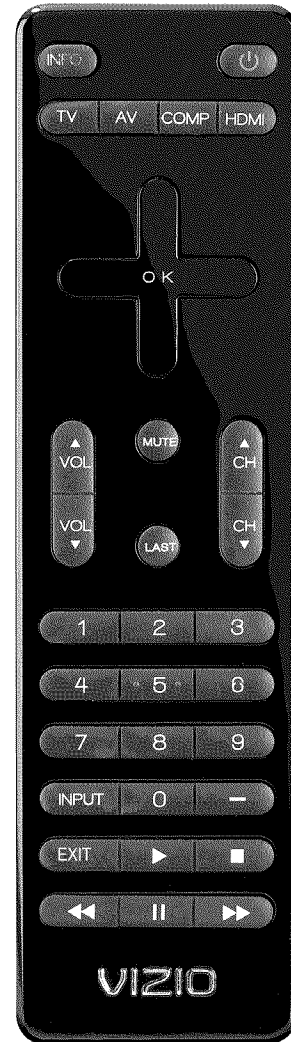 INFO
TV AV COMP HDMI
OK
MUTE
VOL CH
VOL CH
LAST
1 2 3
4 5 6
7 8 9
INPUT 0 –
EXIT
VIZIO